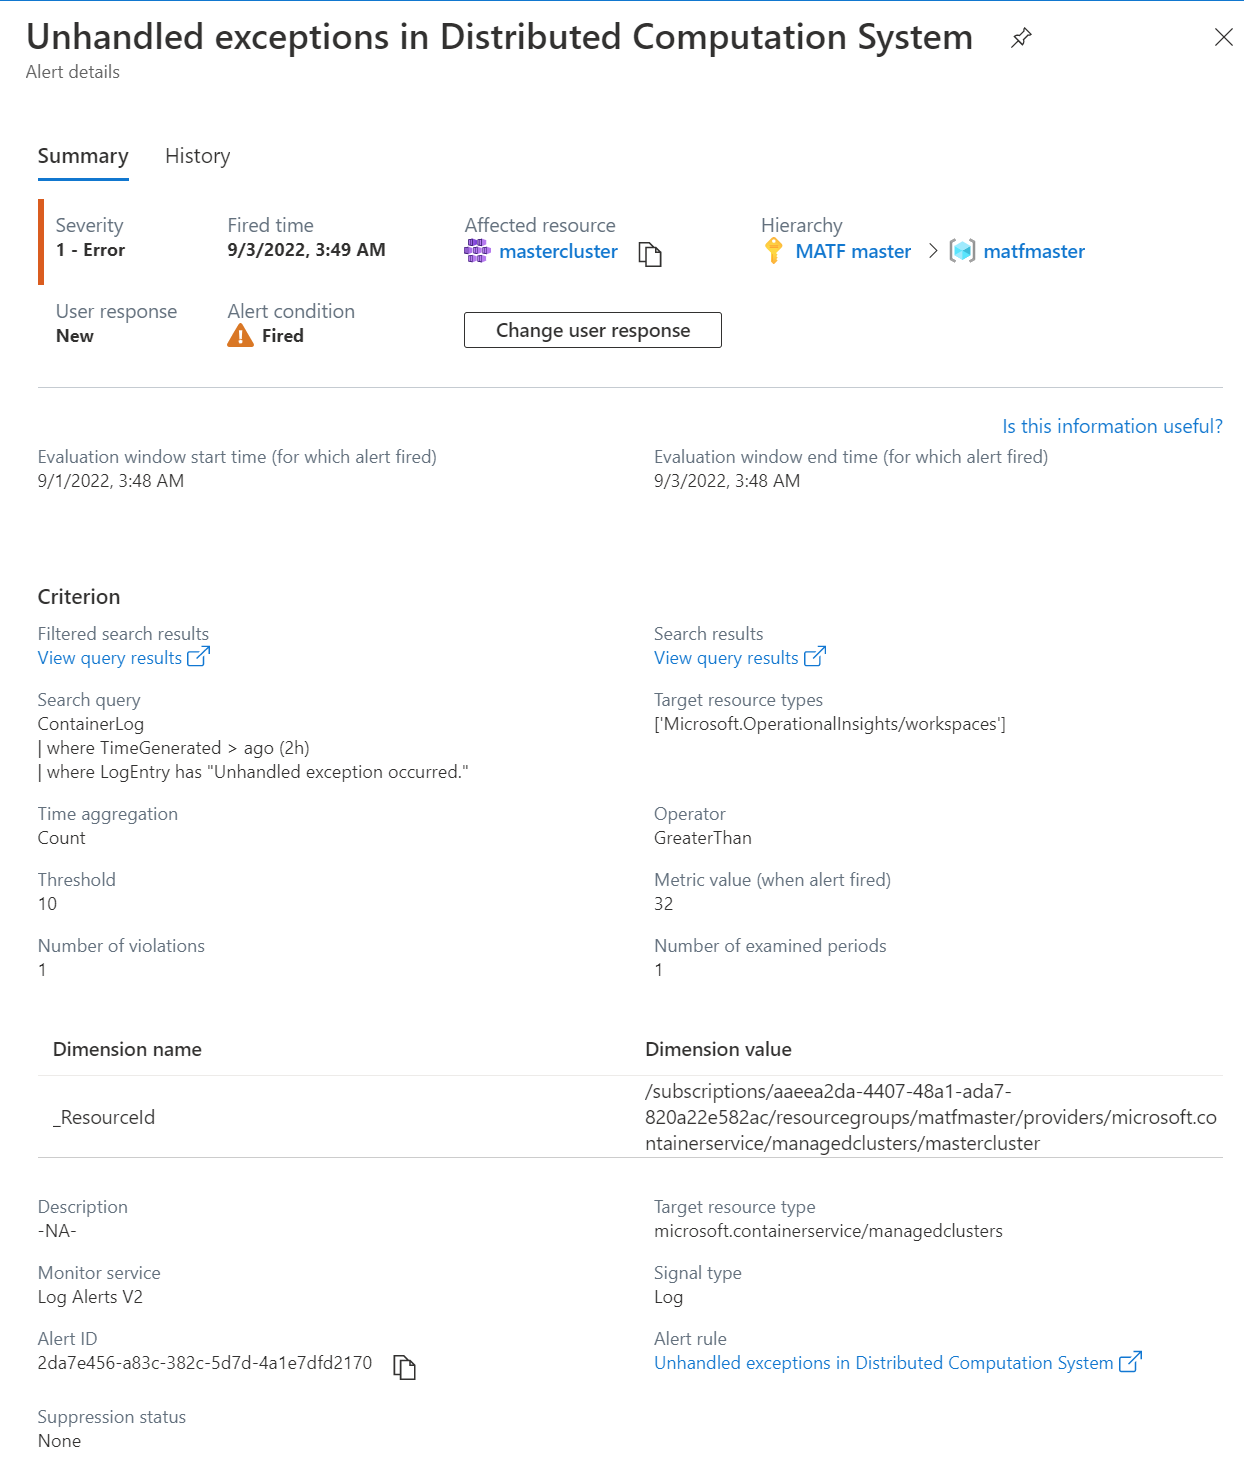 Unhandled exceptions in Distributed Computation System
Alert details
Summary
History
Severity
1 - Error
Fired time
9/3/2022, 3:49 AM
Affected resource
mastercluster
Hierarchy
MATF master > matfmaster
User response
New
Alert condition
Fired
Change user response
Is this information useful?
Evaluation window start time (for which alert fired)
9/1/2022, 3:48 AM
Evaluation window end time (for which alert fired)
9/3/2022, 3:48 AM
Criterion
Filtered search results
View query results
Search results
View query results
Search query
ContainerLog
| where TimeGenerated > ago (2h)
| where LogEntry has "Unhandled exception occurred."
Target resource types
['Microsoft.OperationalInsights/workspaces']
Time aggregation
Count
Operator
GreaterThan
Threshold
10
Metric value (when alert fired)
32
Number of violations
1
Number of examined periods
1
Dimension name
Dimension value
_ResourceId
/subscriptions/aaeea2da-4407-48a1-ada7-
820a22e582ac/resourcegroups/matfmaster/providers/microsoft.co
ntainerservice/managedclusters/mastercluster
Description
-NA-
Target resource type
microsoft.containerservice/managedclusters
Monitor service
Log Alerts V2
Signal type
Log
Alert ID
2da7e456-a83c-382c-5d7d-4a1e7dfd2170
Alert rule
Unhandled exceptions in Distributed Computation System
Suppression status
None